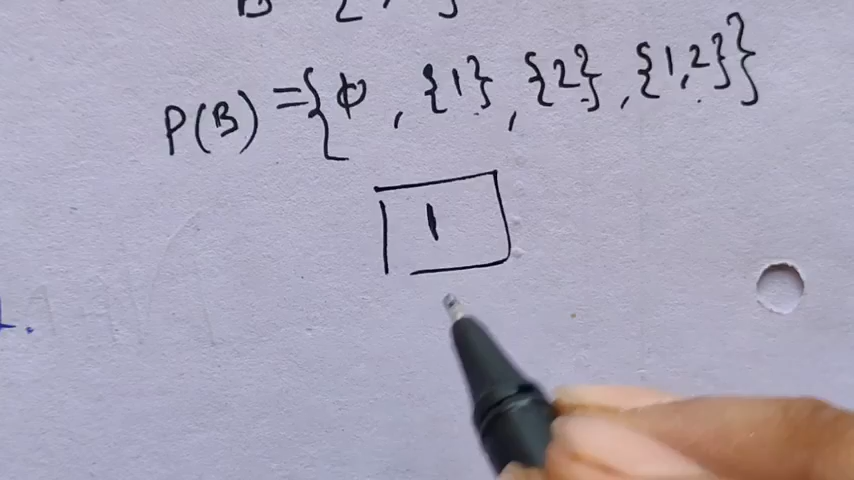 P(B) = { φ , {1} , {2} , {1,2} }
1